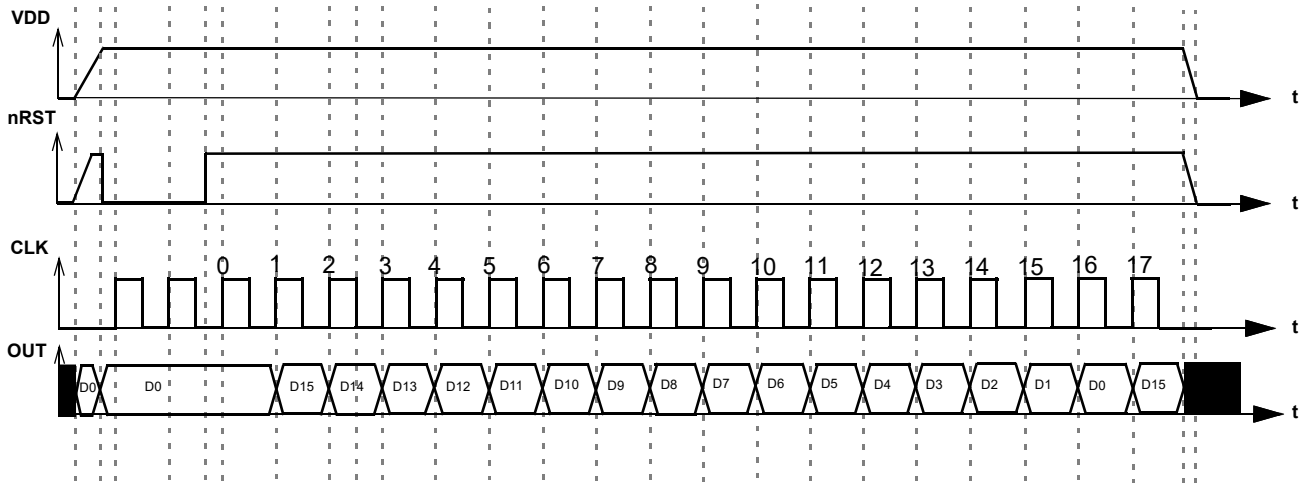 VDD
t
nRST
t
CLK
0 1 2 3 4 5 6 7 8 9 10 11 12 13 14 15 16 17
t
OUT
D0 D0 D15 D14 D13 D12 D11 D10 D9 D8 D7 D6 D5 D4 D3 D2 D1 D0 D15
t